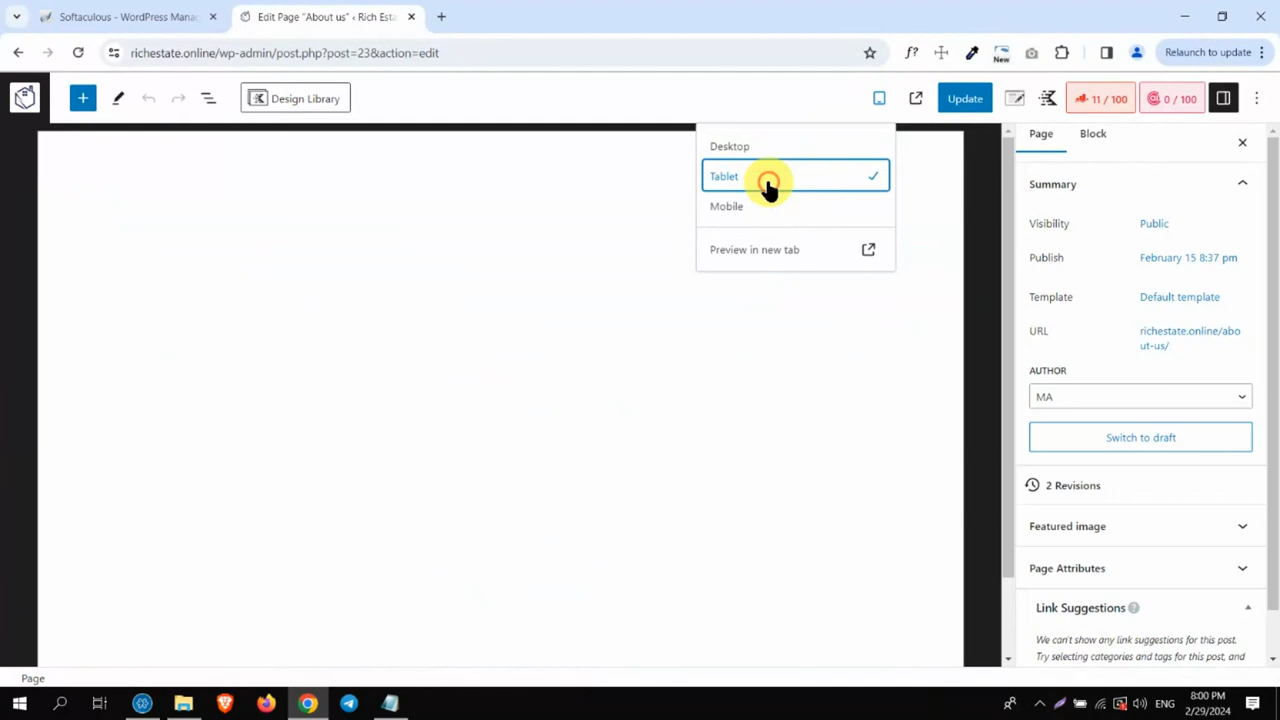 Softaculous - WordPress Mana
Edit Page "About us" ‹ Rich Esta
richestate.online/wp-admin/post.php?post=23&action=edit
f?
New
Relaunch to update
Design Library
Update
11 / 100
0 / 100
Desktop
Tablet
Mobile
Preview in new tab
Page
Block
Summary
Visibility
Public
Publish
February 15 8:37 pm
Template
Default template
URL
richestate.online/abo
ut-us/
AUTHOR
MA
Switch to draft
2 Revisions
Featured image
Page Attributes
Link Suggestions
We can't show any link suggestions for this post.
Try selecting categories and tags for this post, and
Page
ENG
8:00 PM
2/29/2024